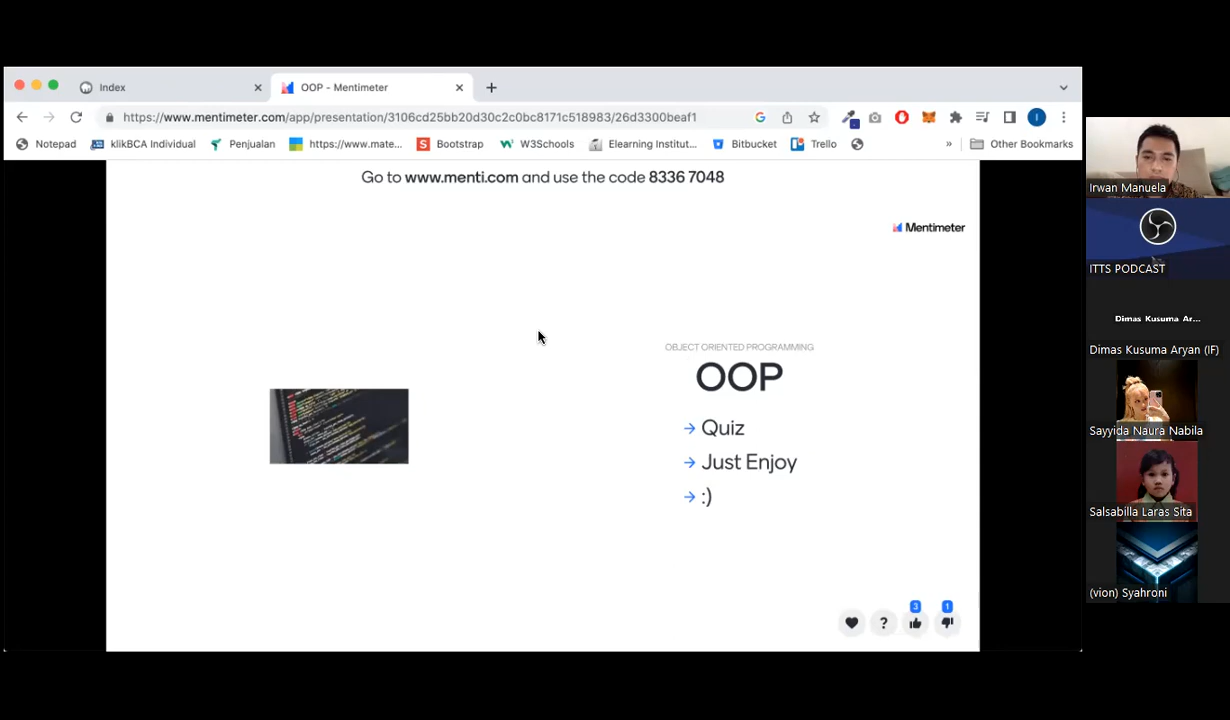 Index
OOP - Mentimeter
https://www.mentimeter.com/app/presentation/3106cd25bb20d30c2c0bc8171c518983/26d3300beaf1
Notepad
klikBCA Individual
Penjualan
https://www.mate...
Bootstrap
W3Schools
Elearning Institut...
Bitbucket
Trello
»
Other Bookmarks
Go to www.menti.com and use the code 8336 7048
Mentimeter
OBJECT ORIENTED PROGRAMMING
OOP
→ Quiz
→ Just Enjoy
→ :)
3
1
Irwan Manuela
ITTS PODCAST
Dimas Kusuma Ar...
Dimas Kusuma Aryan (IF)
Sayyida Naura Nabila
Salsabilla Laras Sita
(vion) Syahroni